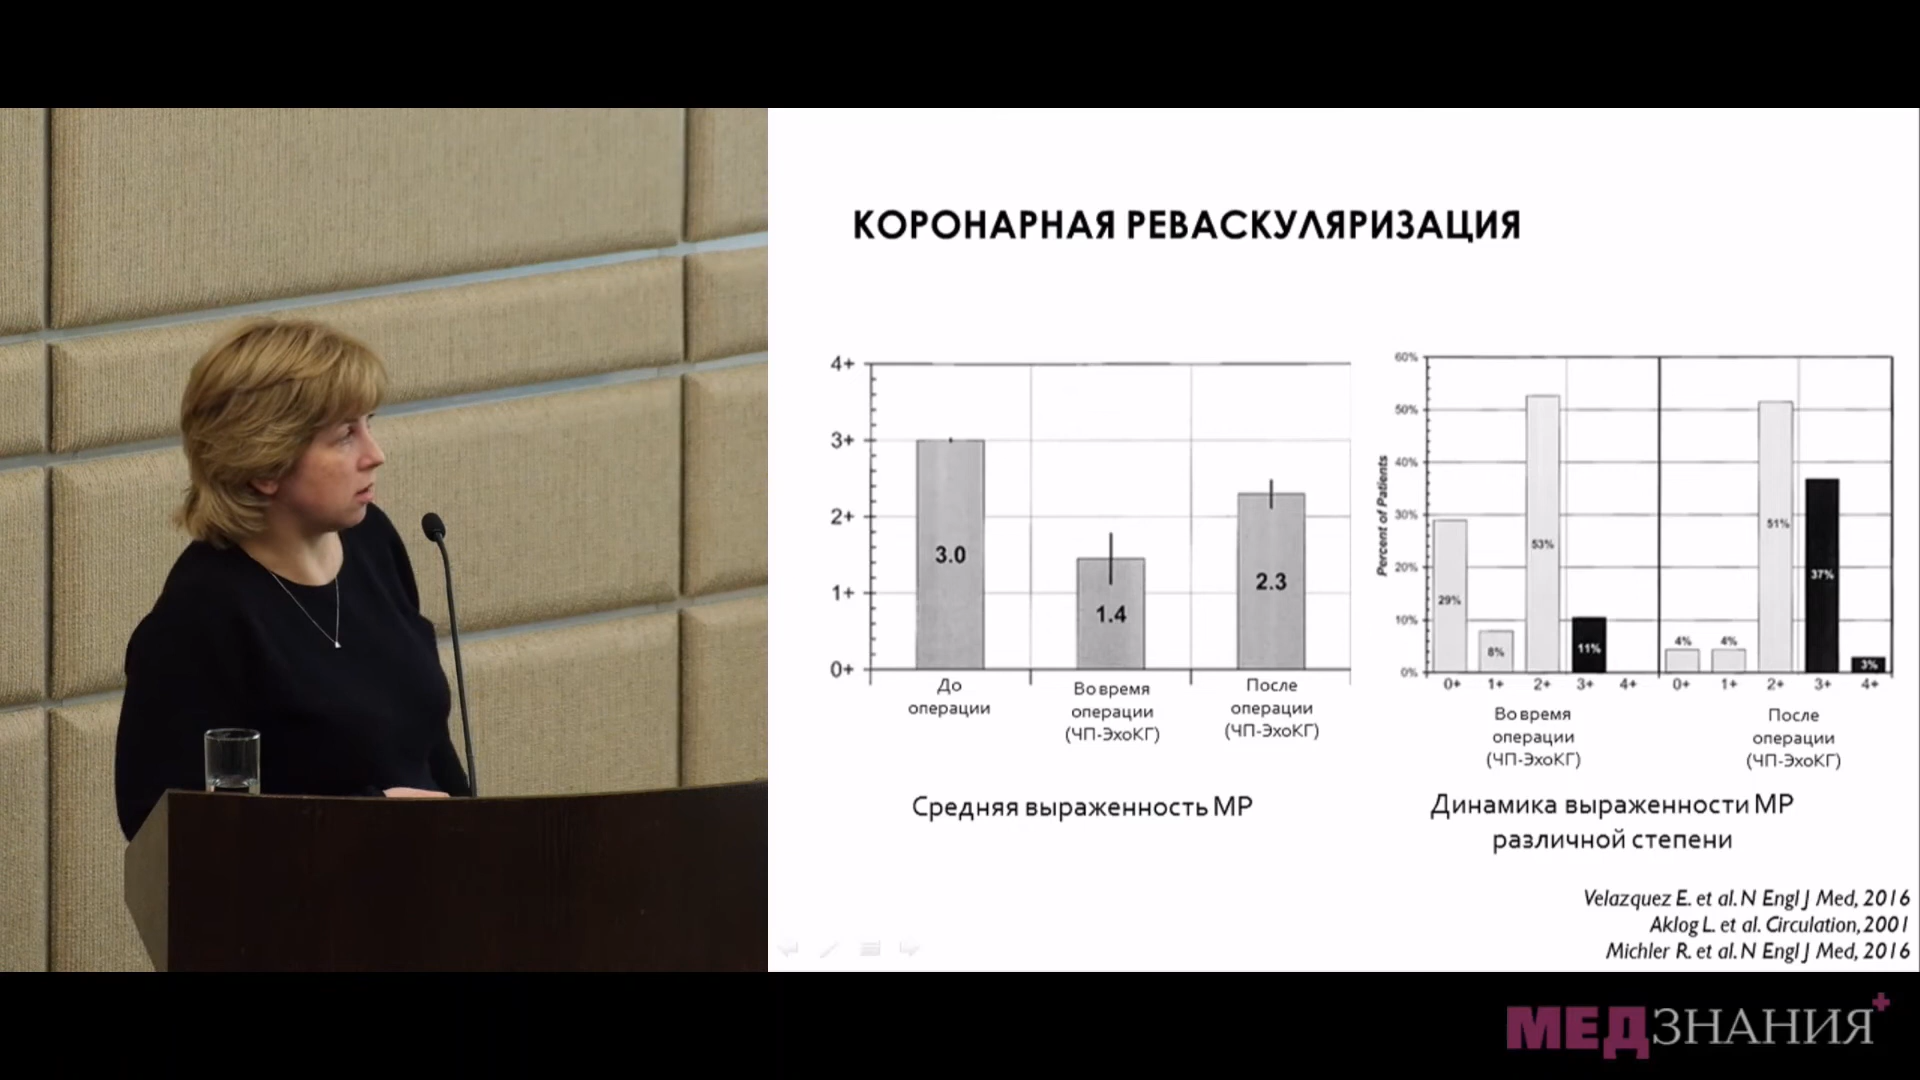 КОРОНАРНАЯ РЕВАСКУЛЯРИЗАЦИЯ
4+
3+
2+
1+
0+
3.0
1.4
2.3
До
операции
Во время
операции
(ЧП-ЭхоКГ)
После
операции
(ЧП-ЭхоКГ)
Средняя выраженность МР
Percent of Patients
60%
50%
40%
30%
20%
10%
0%
29%
8%
53%
11%
4%
4%
51%
37%
3%
0+ 1+ 2+ 3+ 4+ 0+ 1+ 2+ 3+ 4+
Во время
операции
(ЧП-ЭхоКГ)
После
операции
(ЧП-ЭхоКГ)
Динамика выраженности МР
различной степени
Velazquez E. et al. N Engl J Med, 2016
Aklog L. et al. Circulation, 2001
Michler R. et al. N Engl J Med, 2016
МЕДЗНАНИЯ+